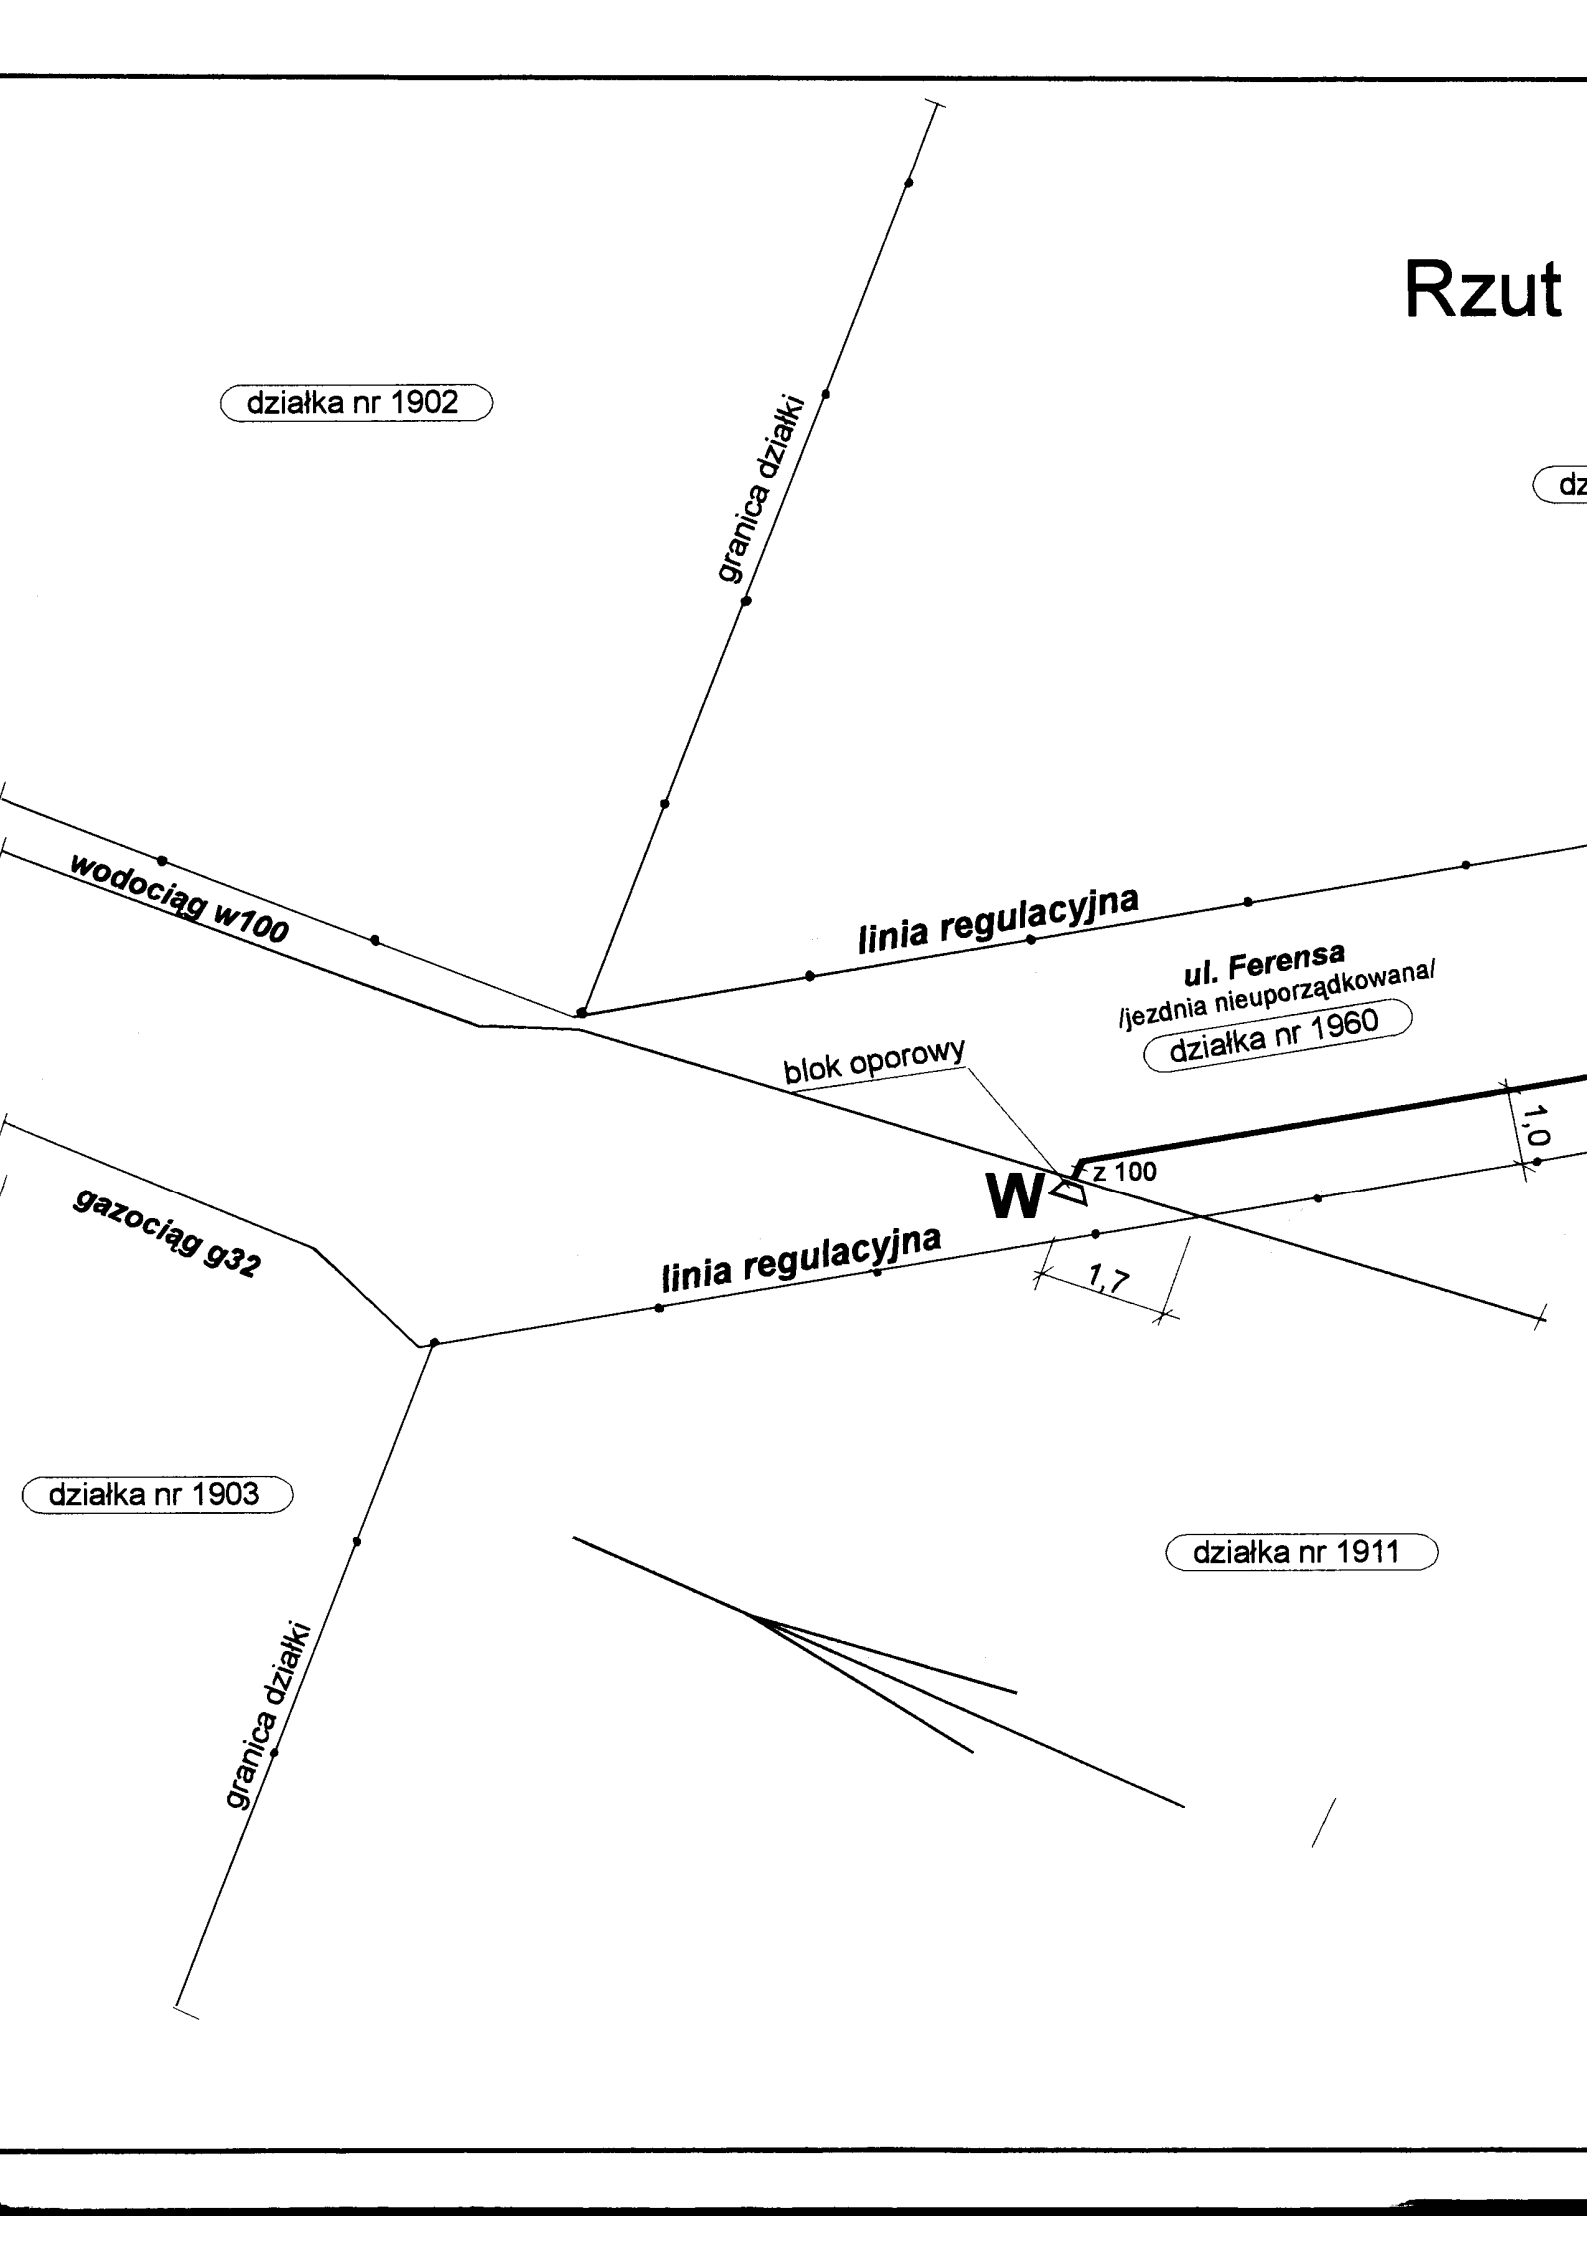 Rzut
działka nr 1902
granica działki
dz
wodociąg w100
linia regulacyjna
ul. Ferensa
/jezdnia nieuporządkowana/
działka nr 1960
blok oporowy
1,0
z 100
W
gazociąg g32
linia regulacyjna
1,7
działka nr 1903
działka nr 1911
granica działki